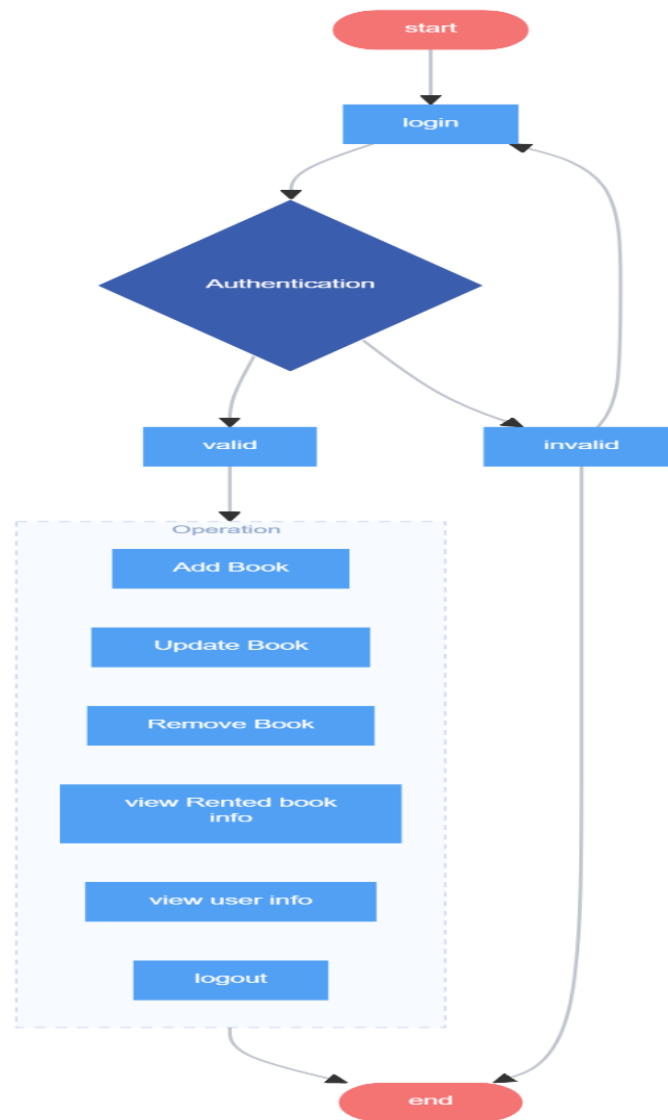 start
login
Authentication
valid
invalid
Operation
Add Book
Update Book
Remove Book
view Rented book
info
view user info
logout
end